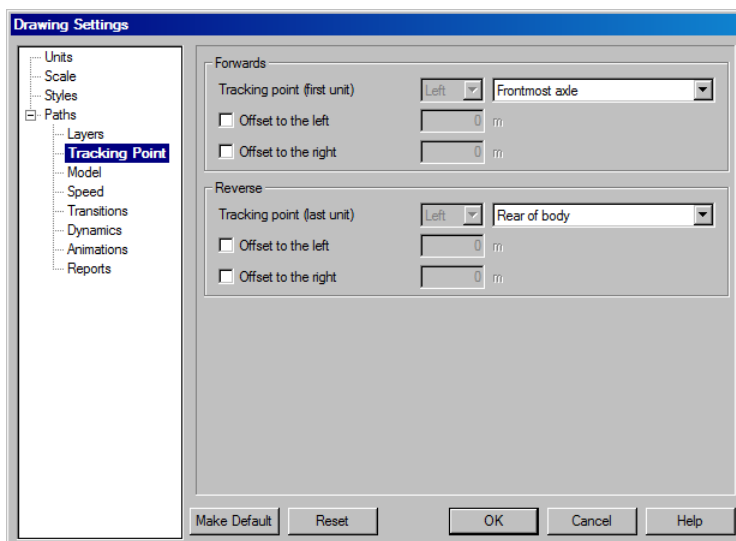 Drawing Settings
Units
Scale
Styles
Paths
Layers
Tracking Point
Model
Speed
Transitions
Dynamics
Animations
Reports
Forwards
Tracking point (first unit) Left Frontmost axle
Offset to the left 0 m
Offset to the right 0 m
Reverse
Tracking point (last unit) Left Rear of body
Offset to the left 0 m
Offset to the right 0 m
Make Default Reset OK Cancel Help